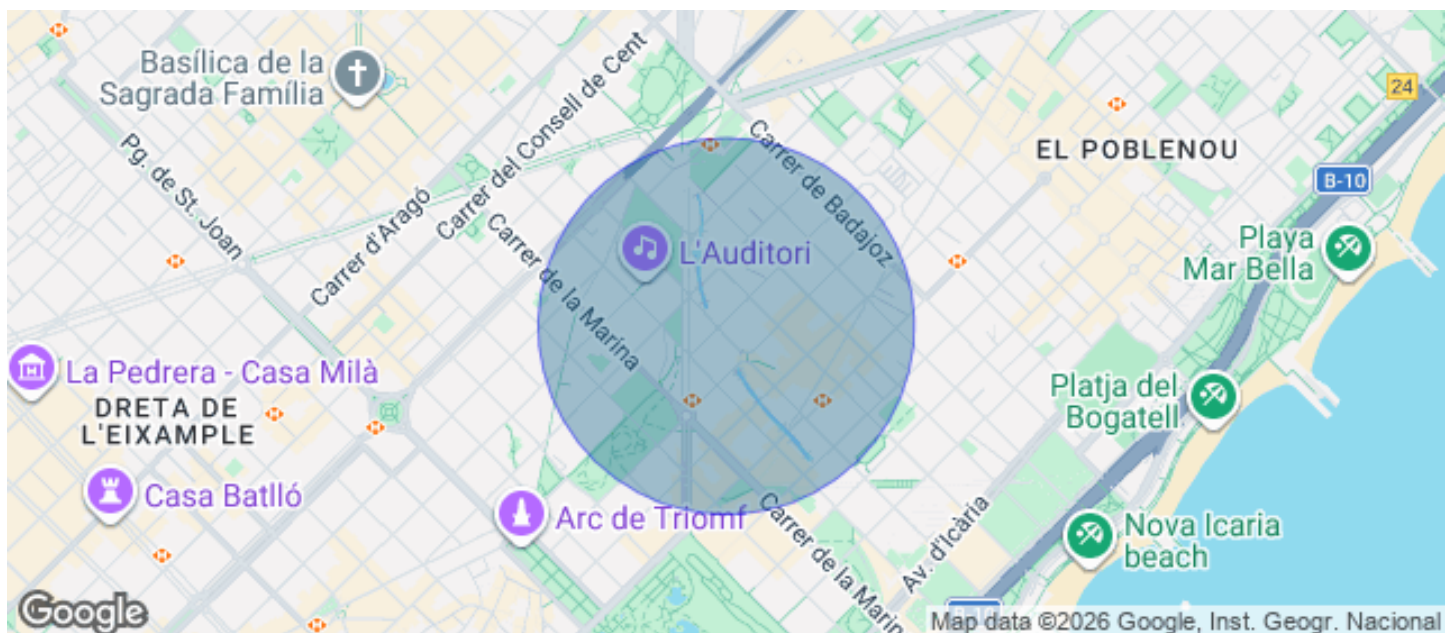 Basílica de la
Sagrada Família
Carrer del Consell de Cent
Carrer d'Aragó
Pg. de St. Joan
Carrer de la Marina
Carrer de Badajoz
L'Auditori
EL POBLENOU
24
B-10
Playa
Mar Bella
La Pedrera - Casa Milà
DRETA DE
L'EIXAMPLE
Casa Batlló
Arc de Triomf
Platja del
Bogatell
Nova Icaria
beach
Av. d'Icària
Carrer de la Marin
B-10
Google
Map data ©2026 Google, Inst. Geogr. Nacional